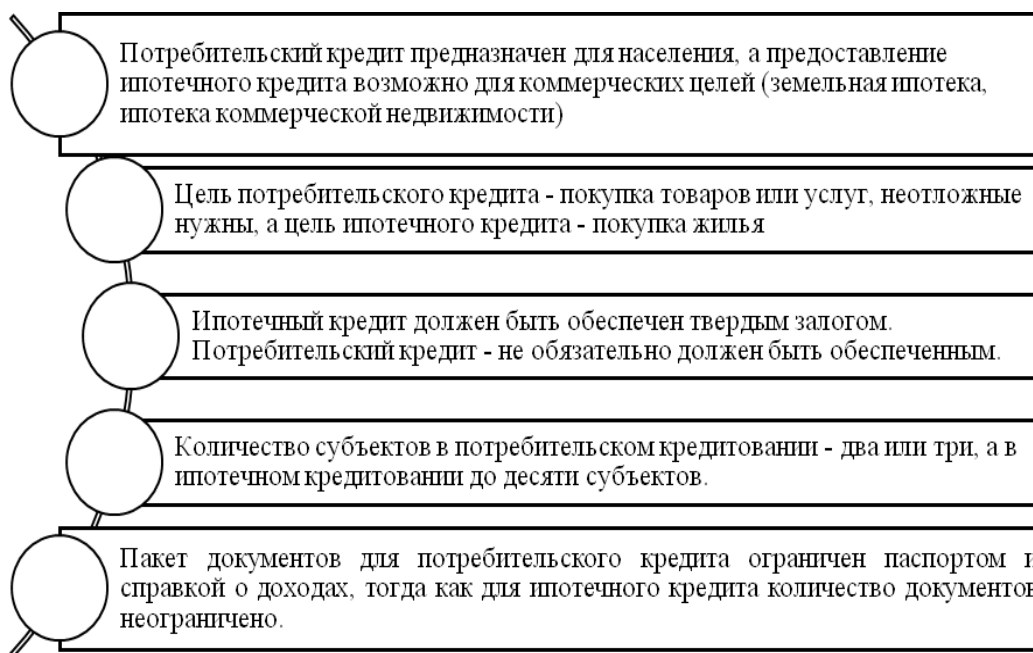 Потребительский кредит предназначен для населения, а предоставление
ипотечного кредита возможно для коммерческих целей (земельная ипотека,
ипотека коммерческой недвижимости)
Цель потребительского кредита - покупка товаров или услуг, неотложные
нужны, а цель ипотечного кредита - покупка жилья
Ипотечный кредит должен быть обеспечен твердым залогом.
Потребительский кредит - не обязательно должен быть обеспеченным.
Количество субъектов в потребительском кредитовании - два или три, а в
ипотечном кредитовании до десяти субъектов.
Пакет документов для потребительского кредита ограничен паспортом и
справкой о доходах, тогда как для ипотечного кредита количество документов
неограничено.